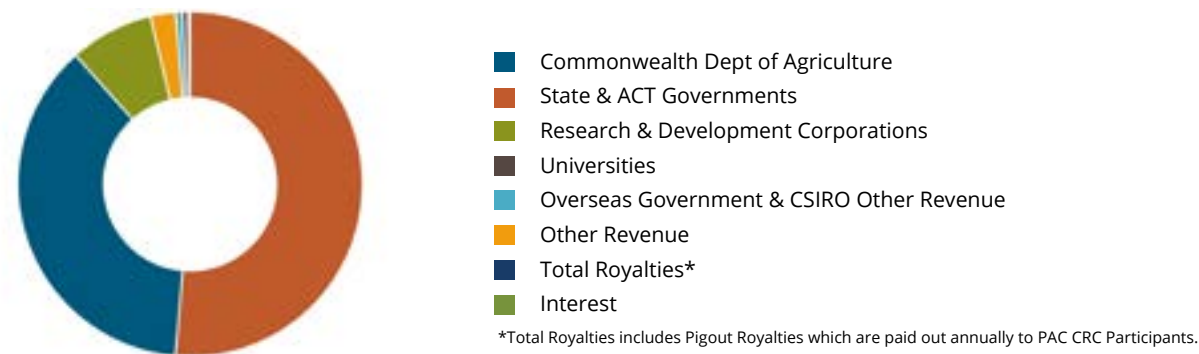 Commonwealth Dept of Agriculture
State & ACT Governments
Research & Development Corporations
Universities
Overseas Government & CSIRO Other Revenue
Other Revenue
Total Royalties*
Interest
*Total Royalties includes Pigout Royalties which are paid out annually to PAC CRC Participants.